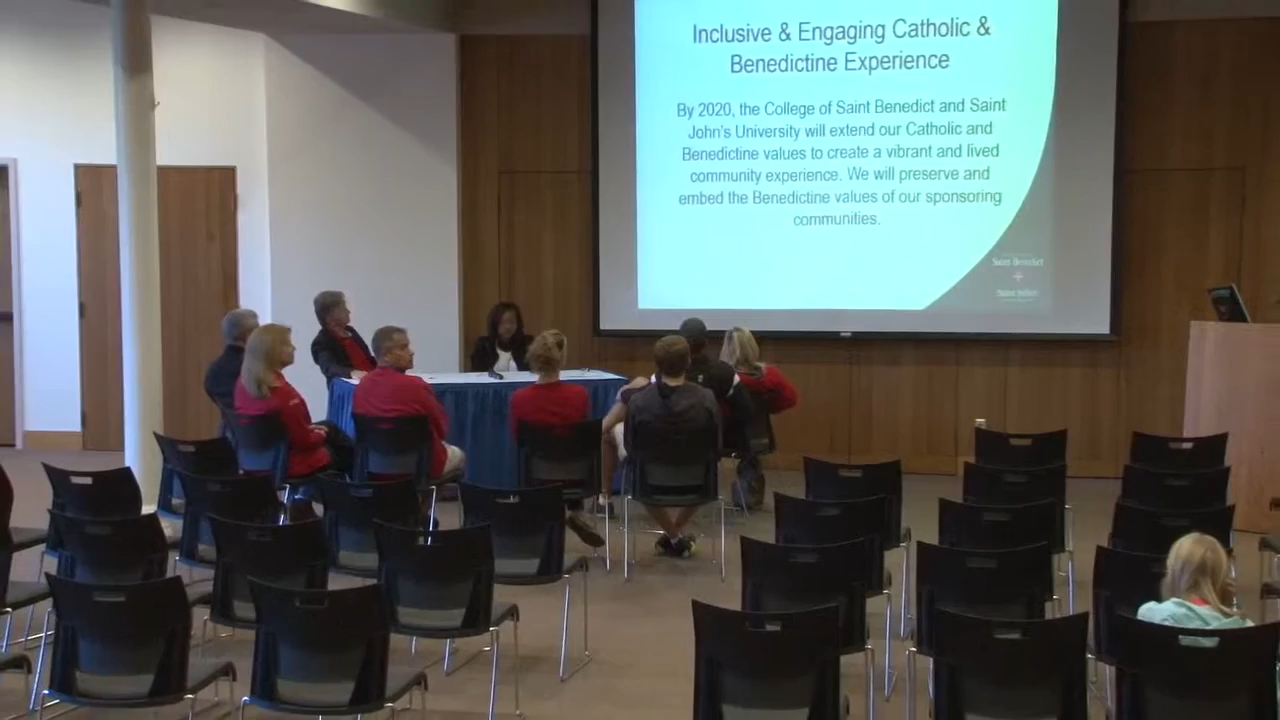 Inclusive & Engaging Catholic &
Benedictine Experience
By 2020, the College of Saint Benedict and Saint
John's University will extend our Catholic and
Benedictine values to create a vibrant and lived
community experience. We will preserve and
embed the Benedictine values of our sponsoring
communities.
Saint Benedict